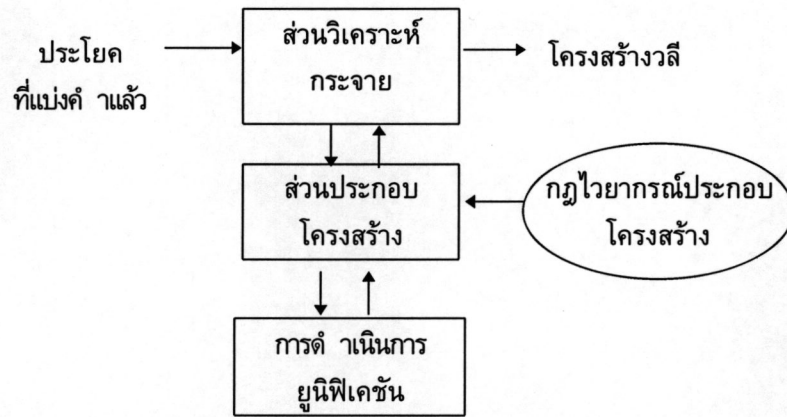 ประโยค
ที่แบ่งคำแล้ว
ส่วนวิเคราะห์
กระจาย
โครงสร้างวลี
ส่วนประกอบ
โครงสร้าง
กฎไวยากรณ์ประกอบ
โครงสร้าง
การดำเนินการ
ยูนิฟิเคชัน